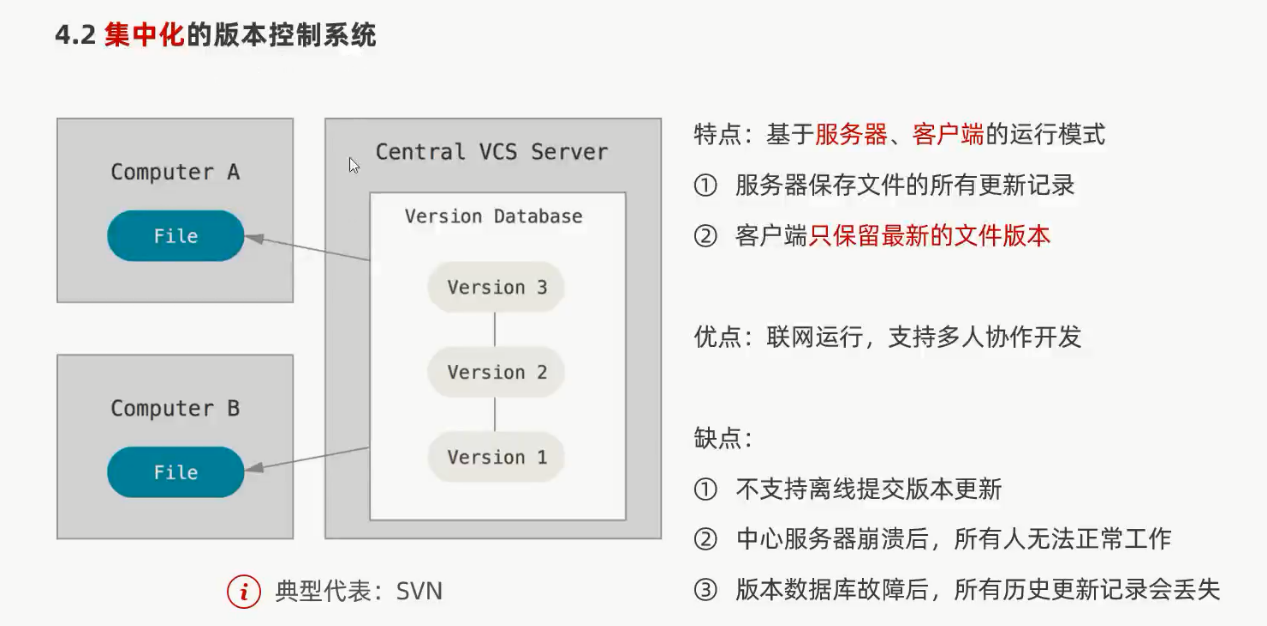 4.2 集中化的版本控制系统
Computer A
File
Computer B
File
Central VCS Server
Version Database
Version 3
Version 2
Version 1
i 典型代表：SVN
特点：基于服务器、客户端的运行模式
① 服务器保存文件的所有更新记录
② 客户端只保留最新的文件版本
优点：联网运行，支持多人协作开发
缺点：
① 不支持离线提交版本更新
② 中心服务器崩溃后，所有人无法正常工作
③ 版本数据库故障后，所有历史更新记录会丢失